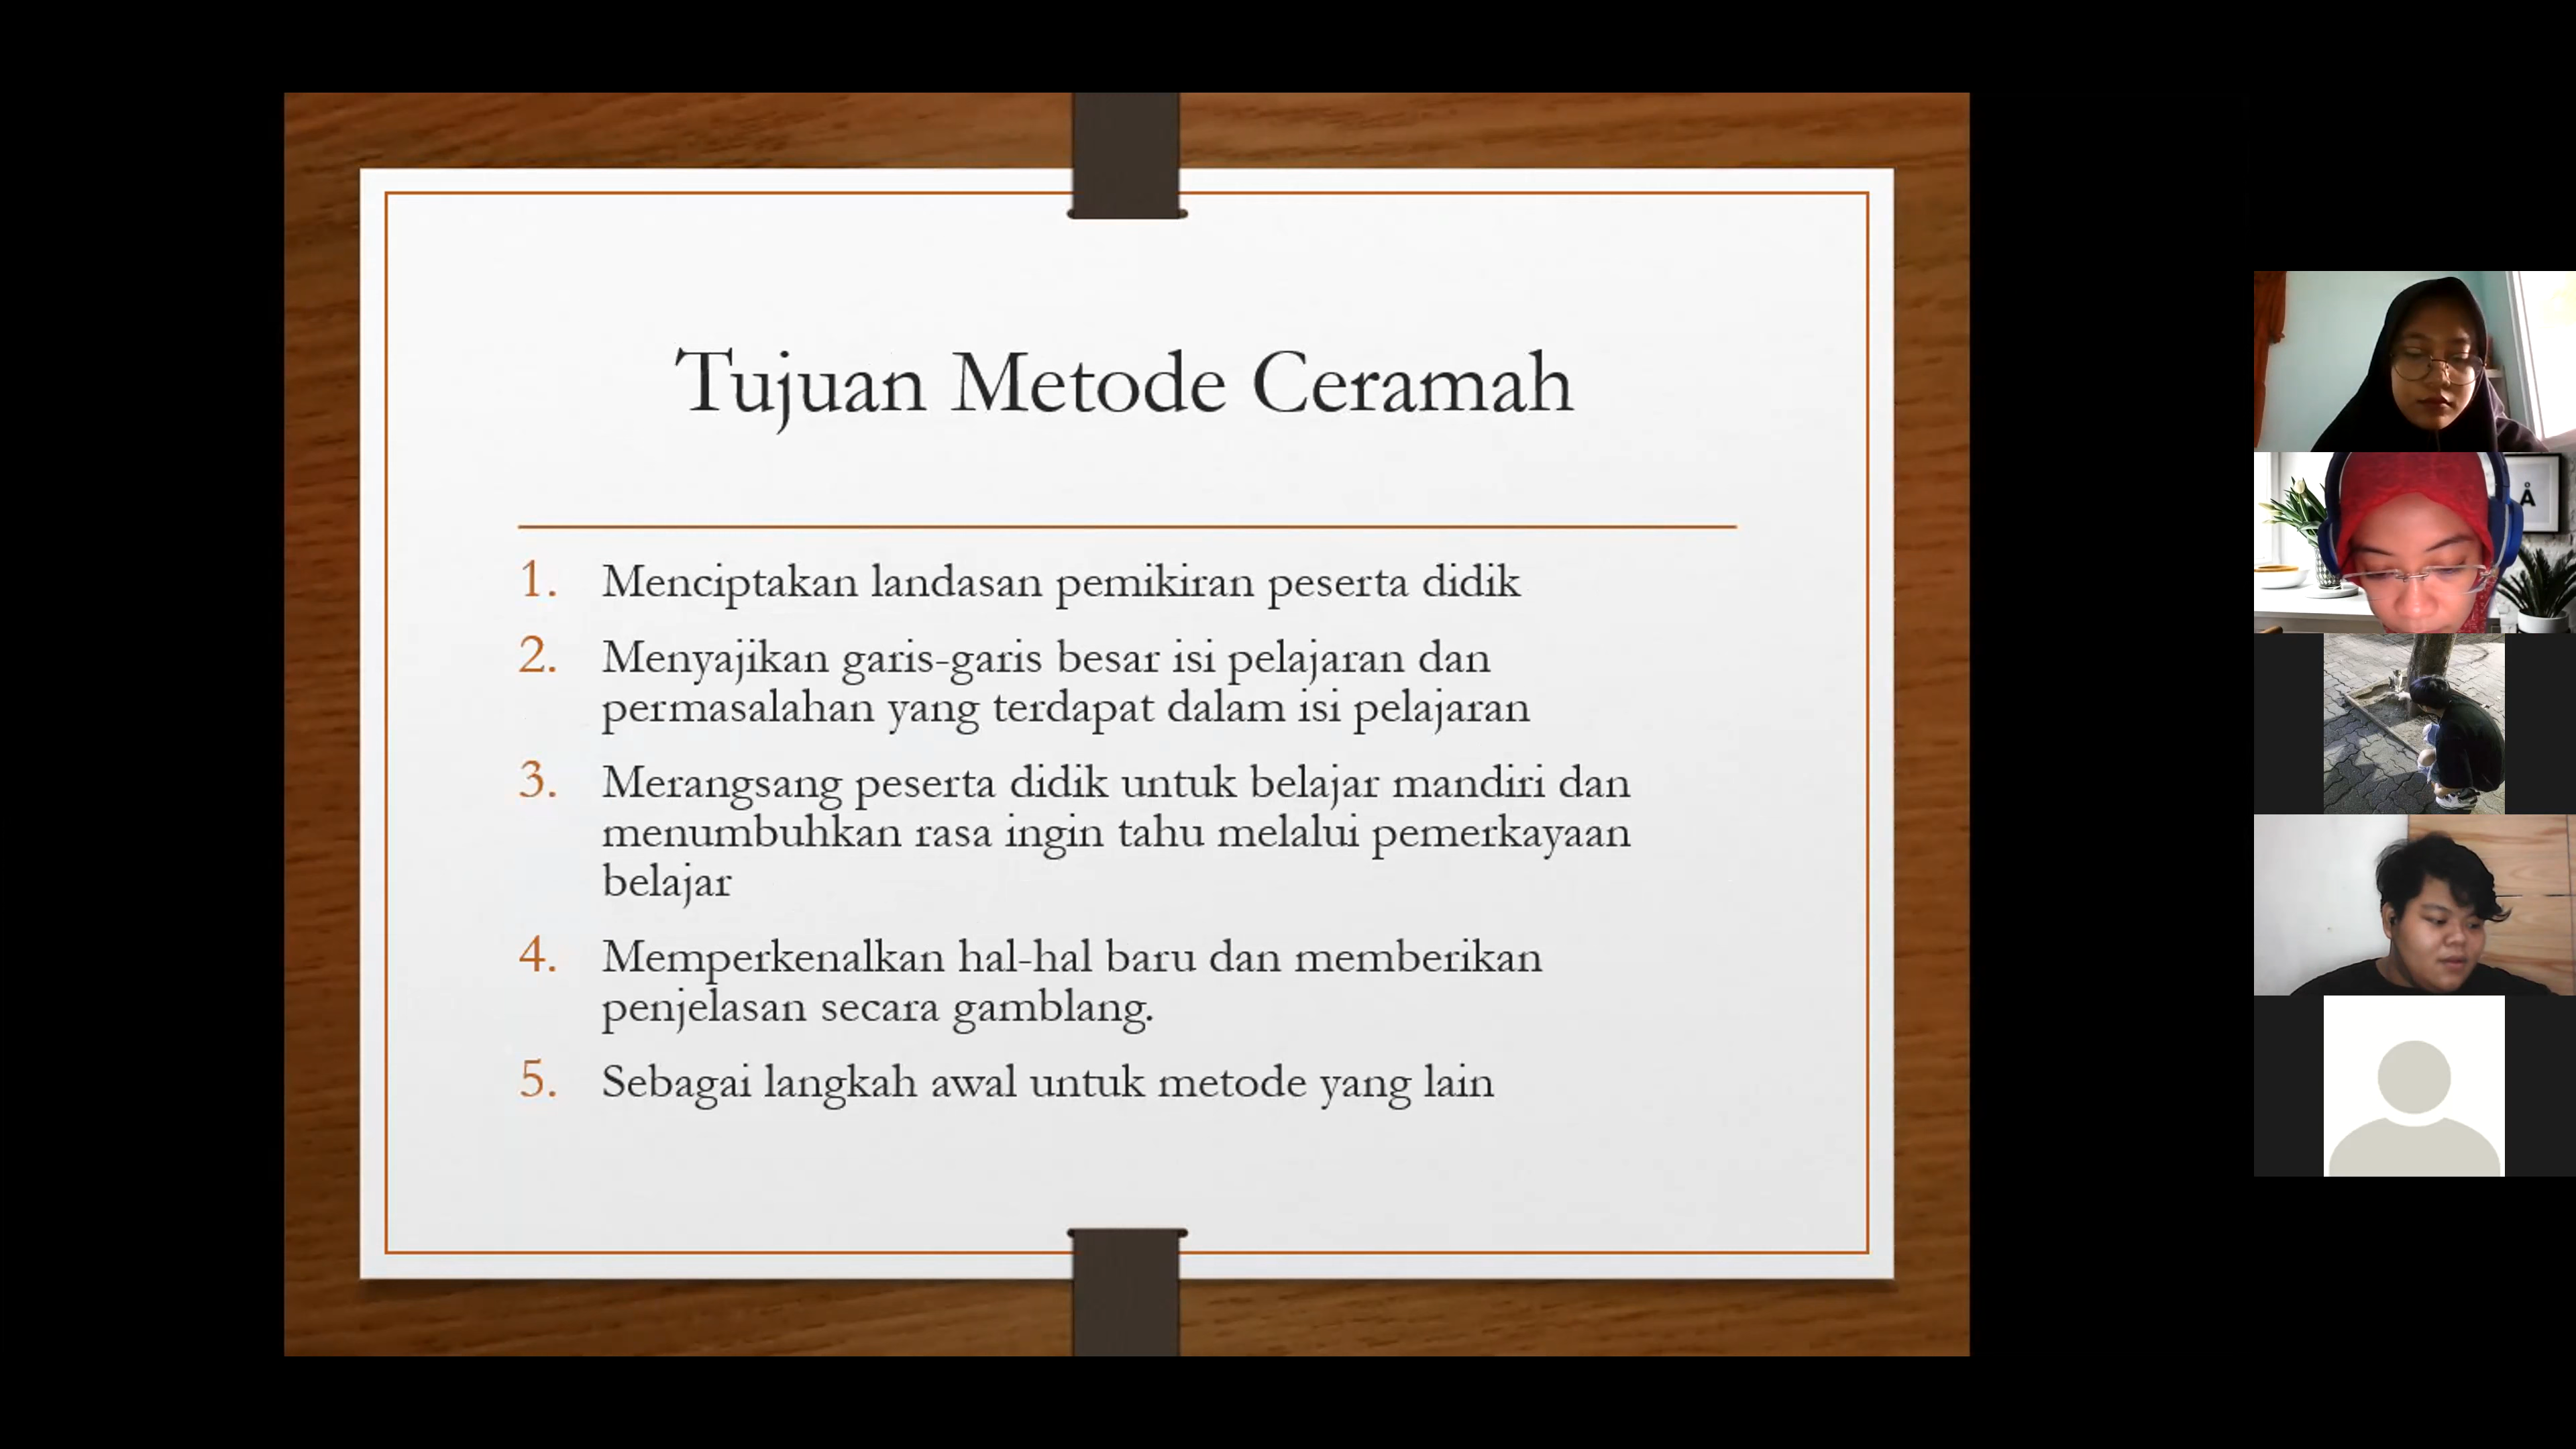 Tujuan Metode Ceramah
1. Menciptakan landasan pemikiran peserta didik
2. Menyajikan garis-garis besar isi pelajaran dan
permasalahan yang terdapat dalam isi pelajaran
3. Merangsang peserta didik untuk belajar mandiri dan
menumbuhkan rasa ingin tahu melalui pemerkayaan
belajar
4. Memperkenalkan hal-hal baru dan memberikan
penjelasan secara gamblang.
5. Sebagai langkah awal untuk metode yang lain
Å